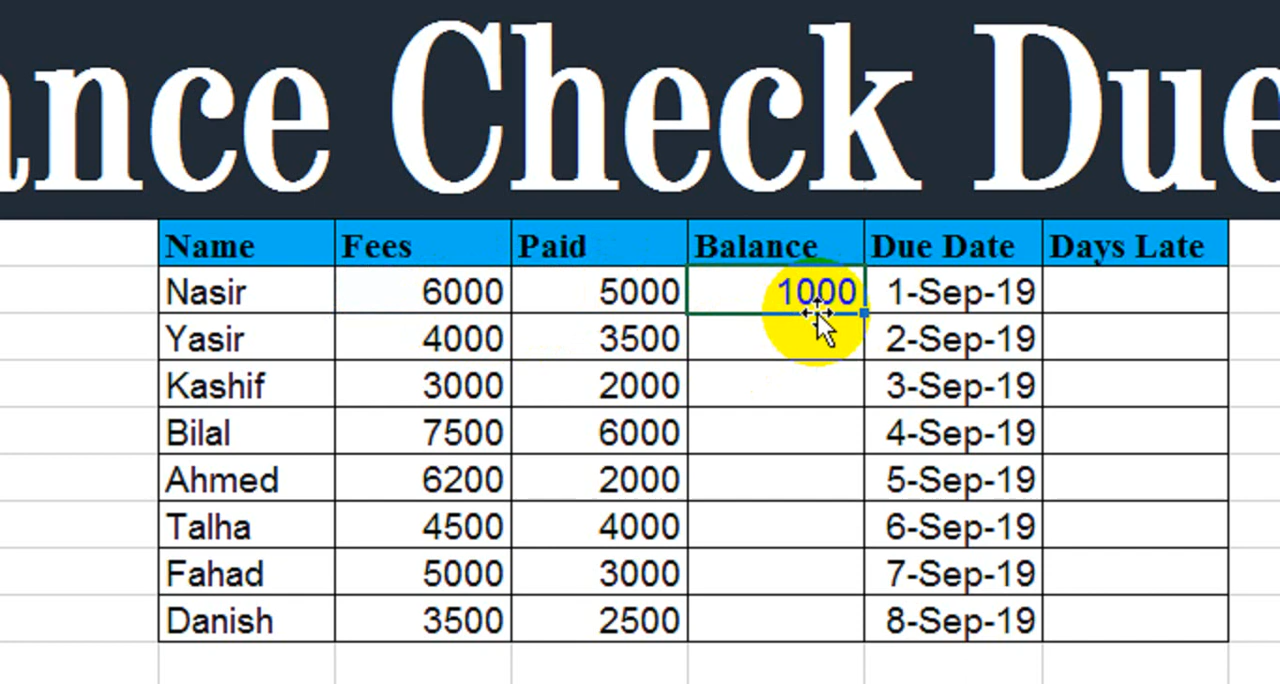 ance Check Due
Name Fees Paid Balance Due Date Days Late
Nasir 6000 5000 1000 1-Sep-19
Yasir 4000 3500 2-Sep-19
Kashif 3000 2000 3-Sep-19
Bilal 7500 6000 4-Sep-19
Ahmed 6200 2000 5-Sep-19
Talha 4500 4000 6-Sep-19
Fahad 5000 3000 7-Sep-19
Danish 3500 2500 8-Sep-19